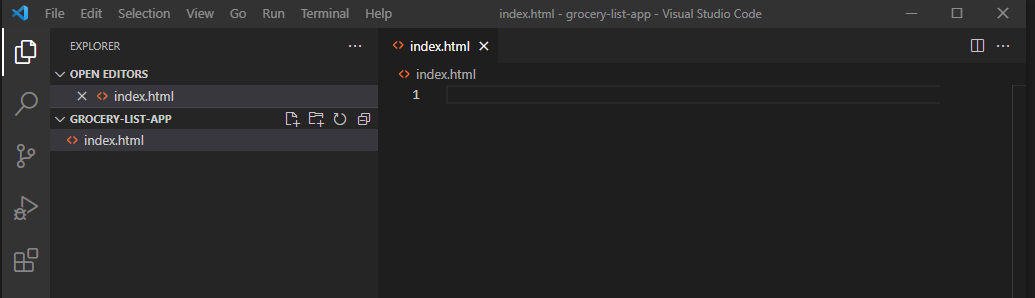 File Edit Selection View Go Run Terminal Help index.html - grocery-list-app - Visual Studio Code
EXPLORER
index.html
OPEN EDITORS
index.html
GROCERY-LIST-APP
index.html
index.html
1